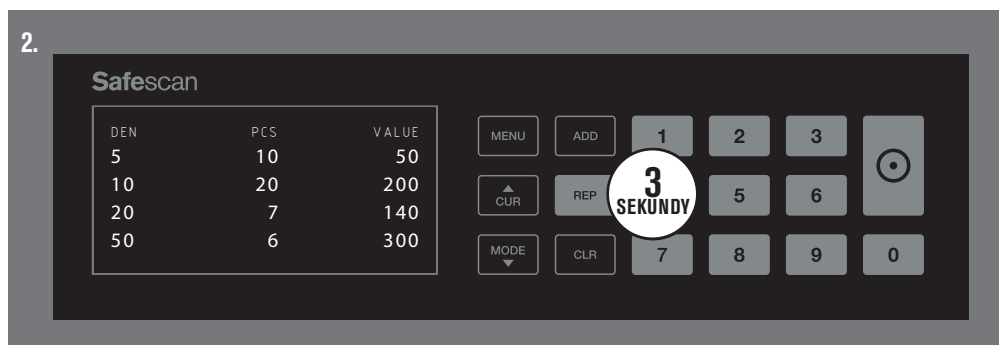 2.
Safescan
DEN PCS VALUE
5 10 50
10 20 200
20 7 140
50 6 300
MENU ADD 1 2 3
CUR REP 3 SEKUNDY 5 6
MODE CLR 7 8 9 0